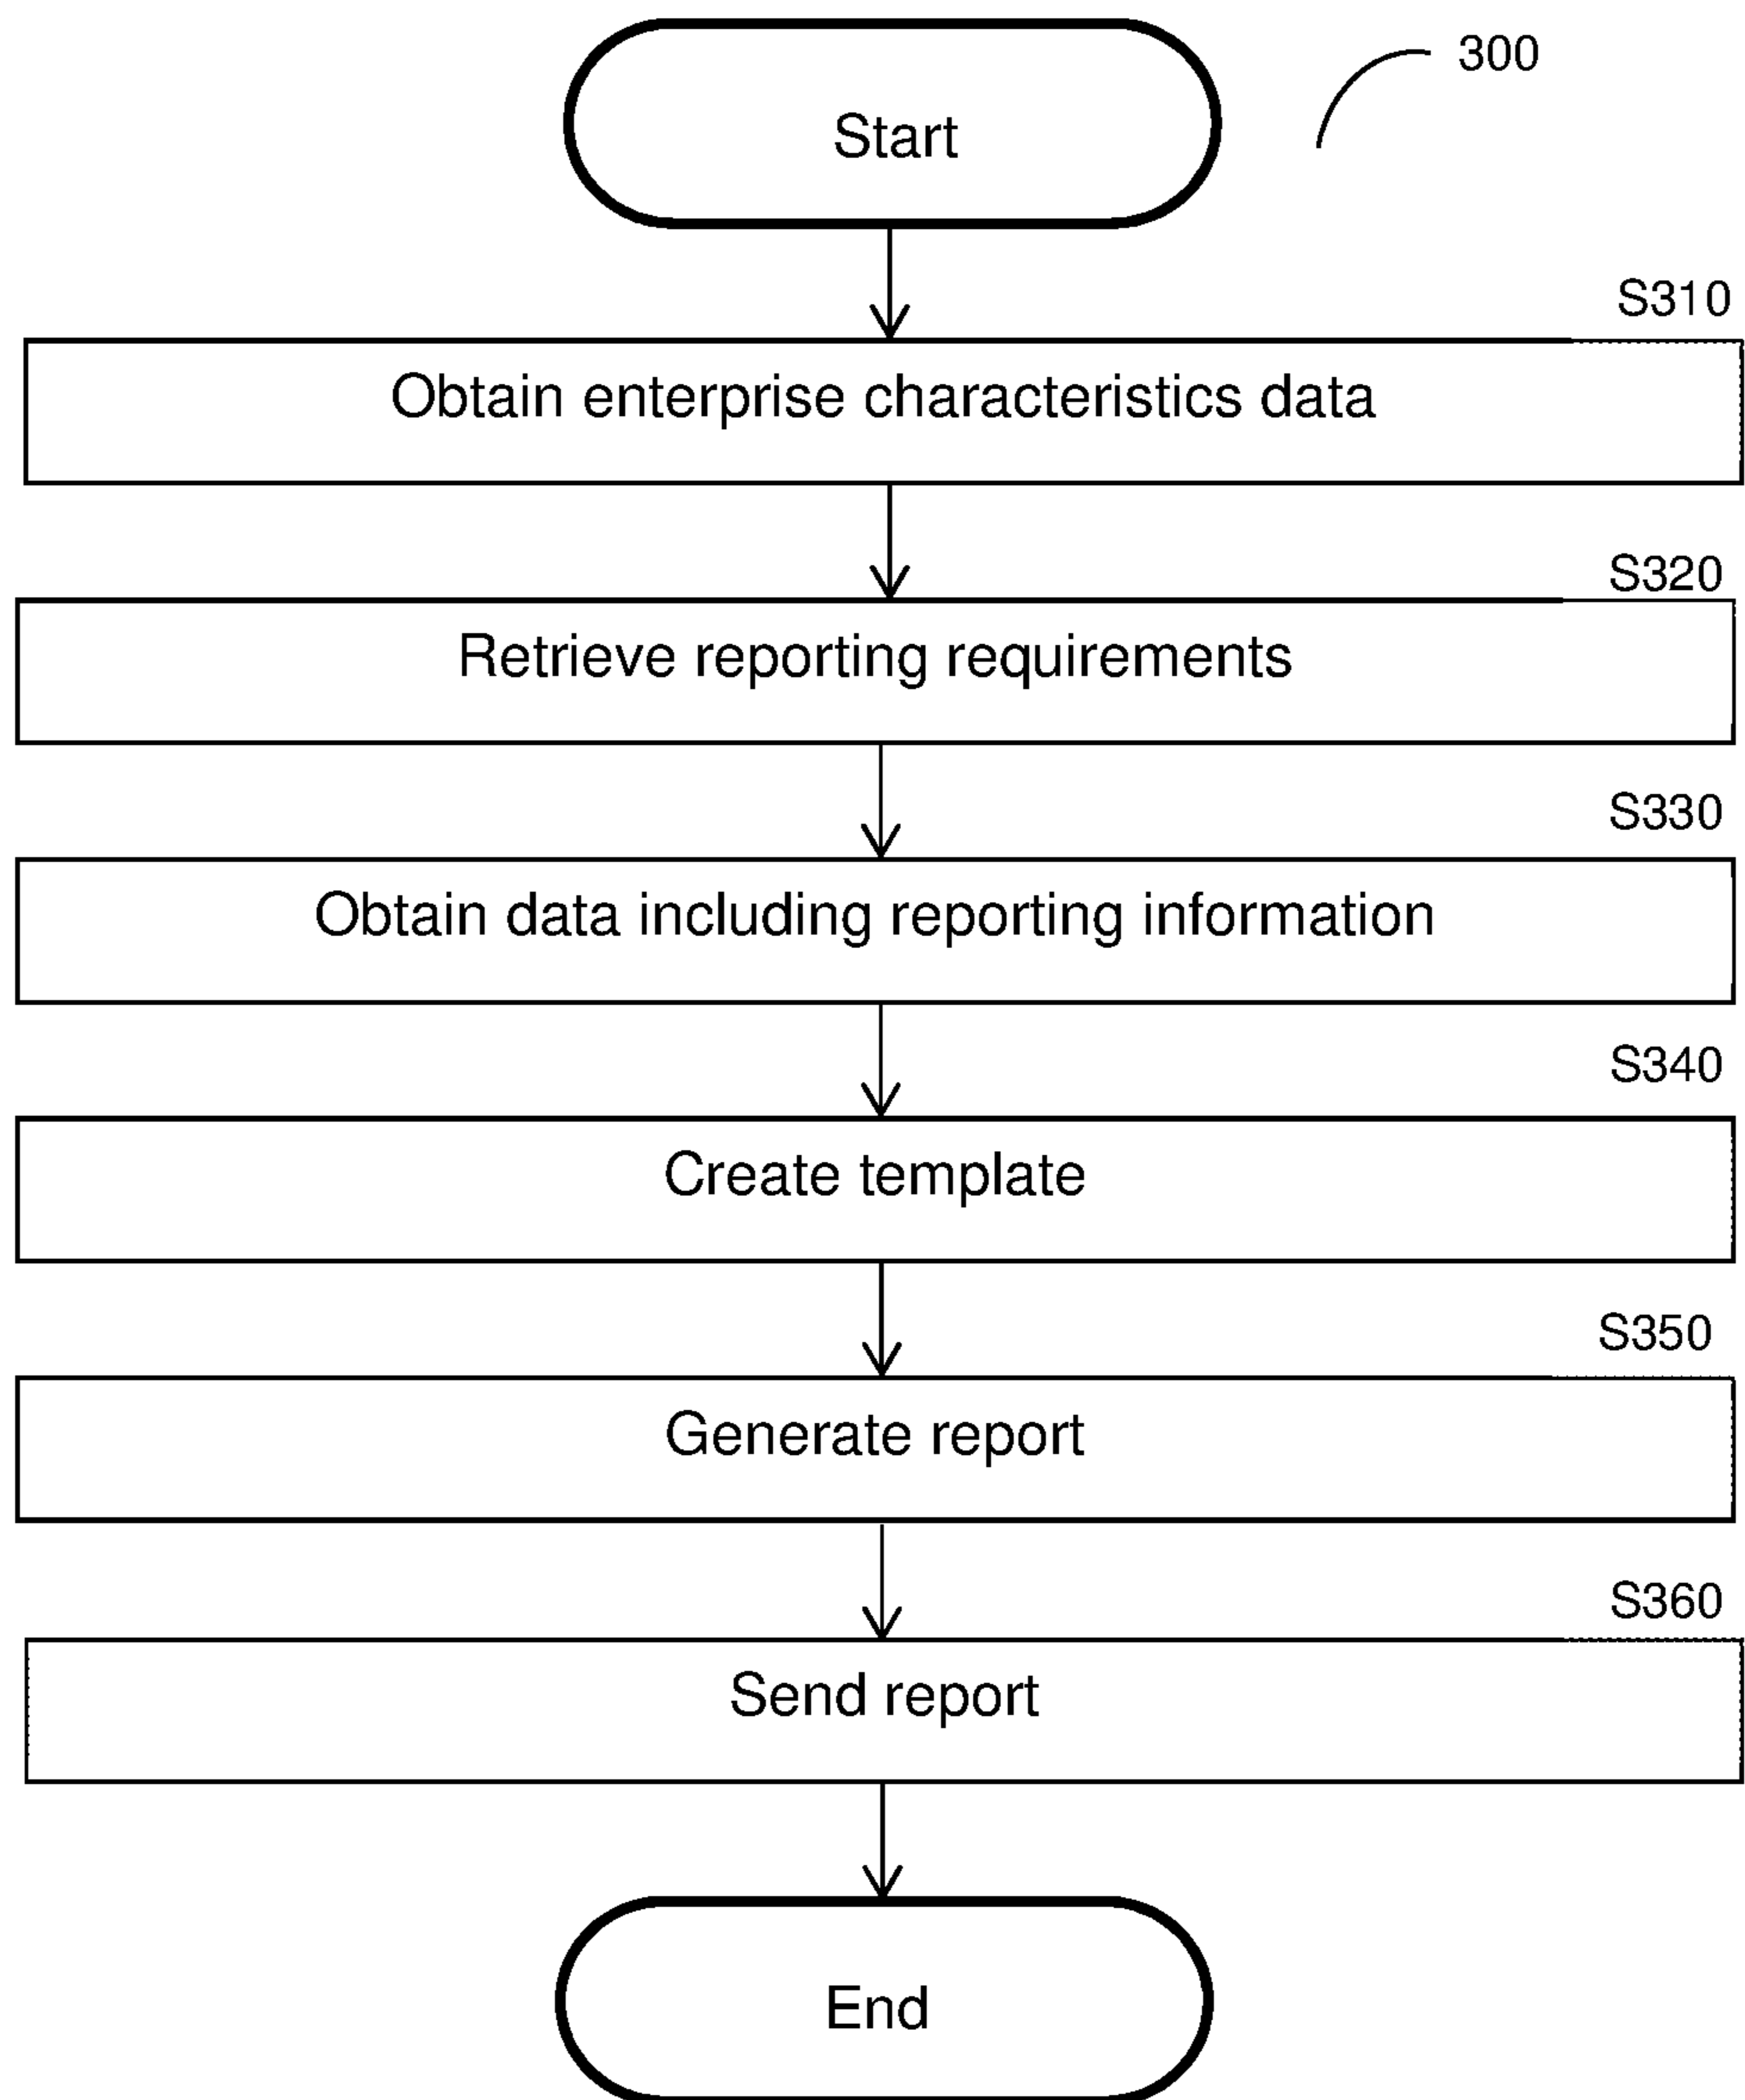 300
Start
S310
Obtain enterprise characteristics data
S320
Retrieve reporting requirements
S330
Obtain data including reporting information
S340
Create template
S350
Generate report
S360
Send report
End